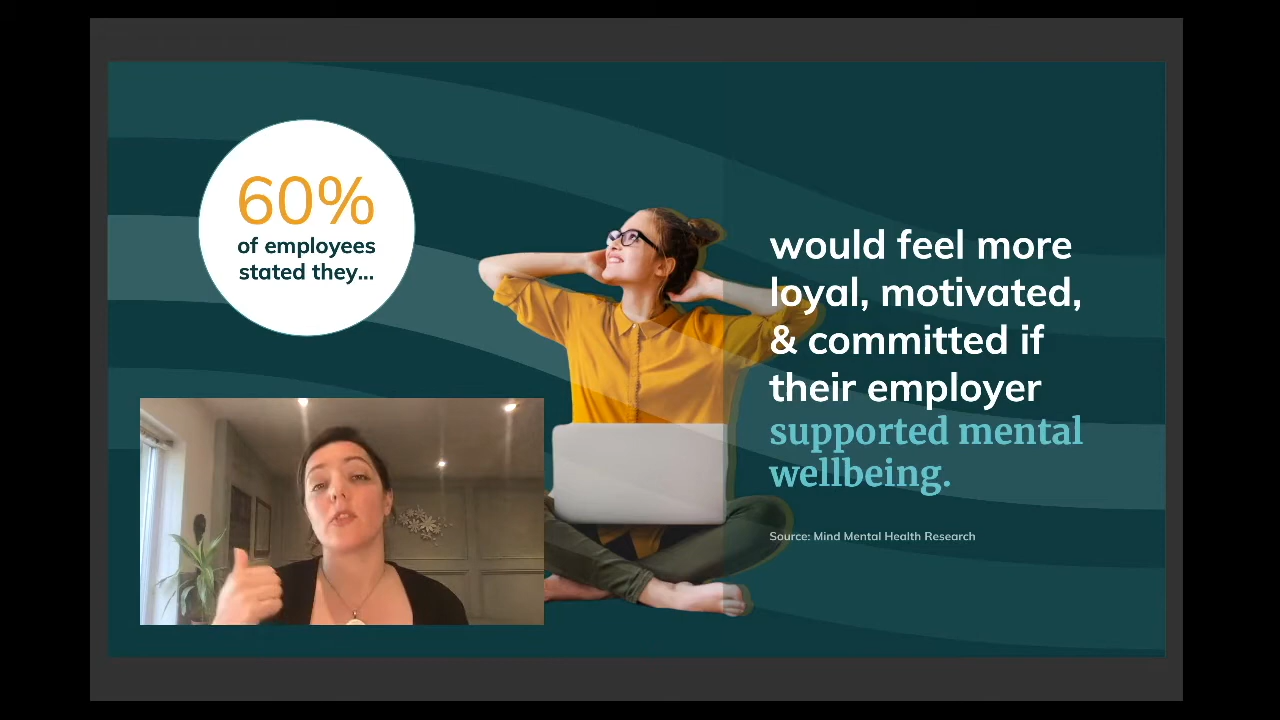 60%
of employees
stated they...
would feel more
loyal, motivated,
& committed if
their employer
supported mental
wellbeing.
Source: Mind Mental Health Research